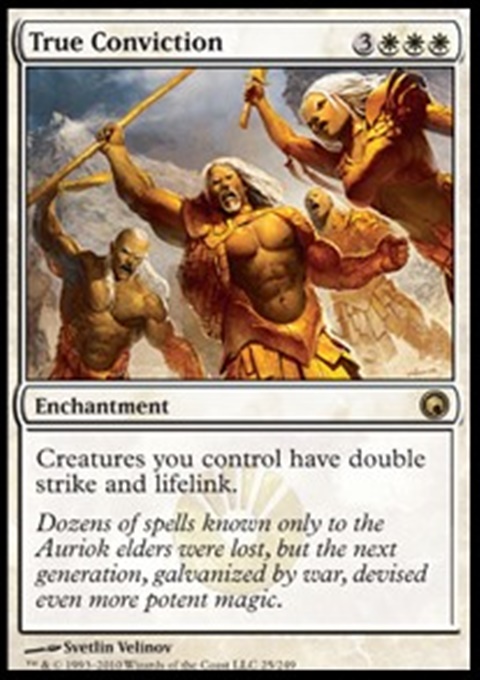 True Conviction 3
Enchantment
Creatures you control have double
strike and lifelink.
Dozens of spells known only to the
Auriok elders were lost, but the next
generation, galvanized by war, devised
even more potent magic.
Svetlin Velinov
™ & © 1993–2010 Wizards of the Coast LLC 25/249